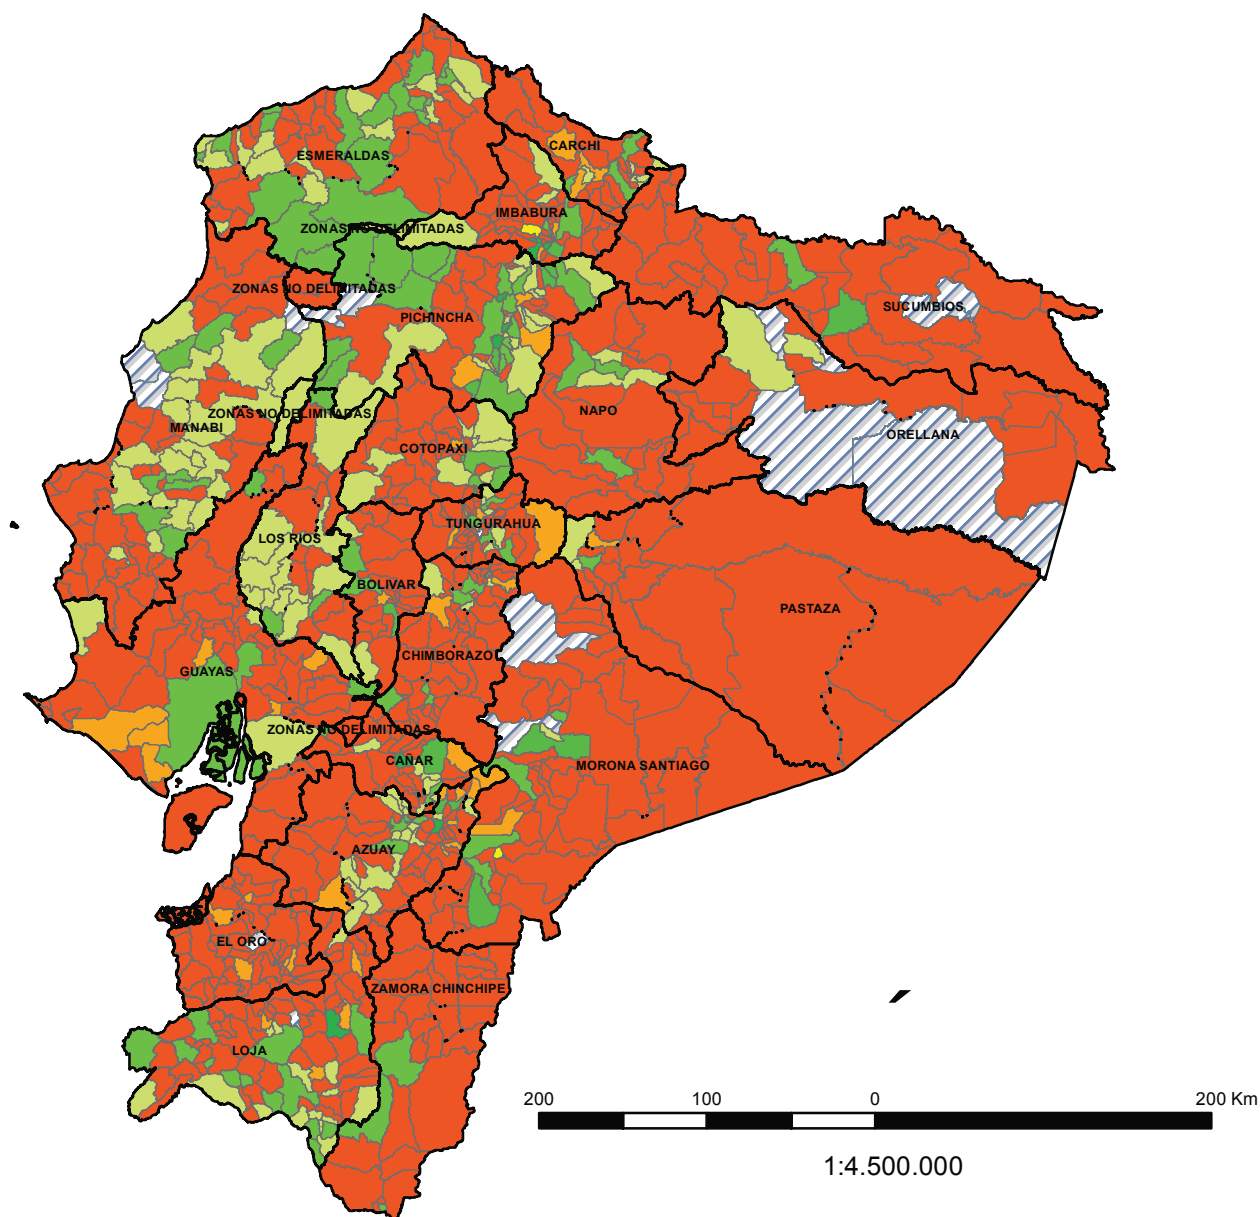 CARCHI
ESMERALDAS
IMBABURA
ZONAS NO DELIMITADAS
ZONAS NO DELIMITADAS
SUCUMBIOS
PICHINCHA
NAPO
ZONAS NO DELIMITADAS
MANABI
ORELLANA
COTOPAXI
TUNGURAHUA
LOS RIOS
BOLIVAR
PASTAZA
CHIMBORAZO
GUAYAS
ZONAS NO DELIMITADAS
CAÑAR
MORONA SANTIAGO
AZUAY
EL ORO
ZAMORA CHINCHIPE
LOJA
200 100 0 200 Km
1:4.500.000